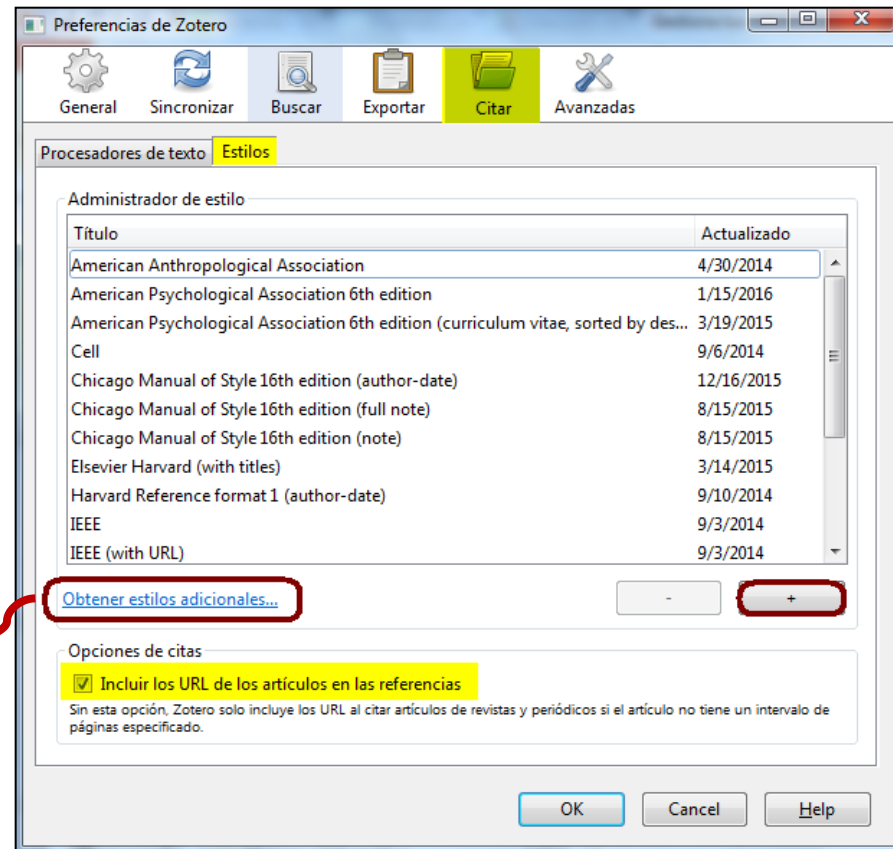 Preferencias de Zotero
General Sincronizar Buscar Exportar Citar Avanzadas
Procesadores de texto Estilos
Administrador de estilo
Título Actualizado
American Anthropological Association 4/30/2014
American Psychological Association 6th edition 1/15/2016
American Psychological Association 6th edition (curriculum vitae, sorted by des... 3/19/2015
Cell 9/6/2014
Chicago Manual of Style 16th edition (author-date) 12/16/2015
Chicago Manual of Style 16th edition (full note) 8/15/2015
Chicago Manual of Style 16th edition (note) 8/15/2015
Elsevier Harvard (with titles) 3/14/2015
Harvard Reference format 1 (author-date) 9/10/2014
IEEE 9/3/2014
IEEE (with URL) 9/3/2014
Obtener estilos adicionales... - +
Opciones de citas
Incluir los URL de los artículos en las referencias
Sin esta opción, Zotero solo incluye los URL al citar artículos de revistas y periódicos si el artículo no tiene un intervalo de
páginas especificado.
OK Cancel Help